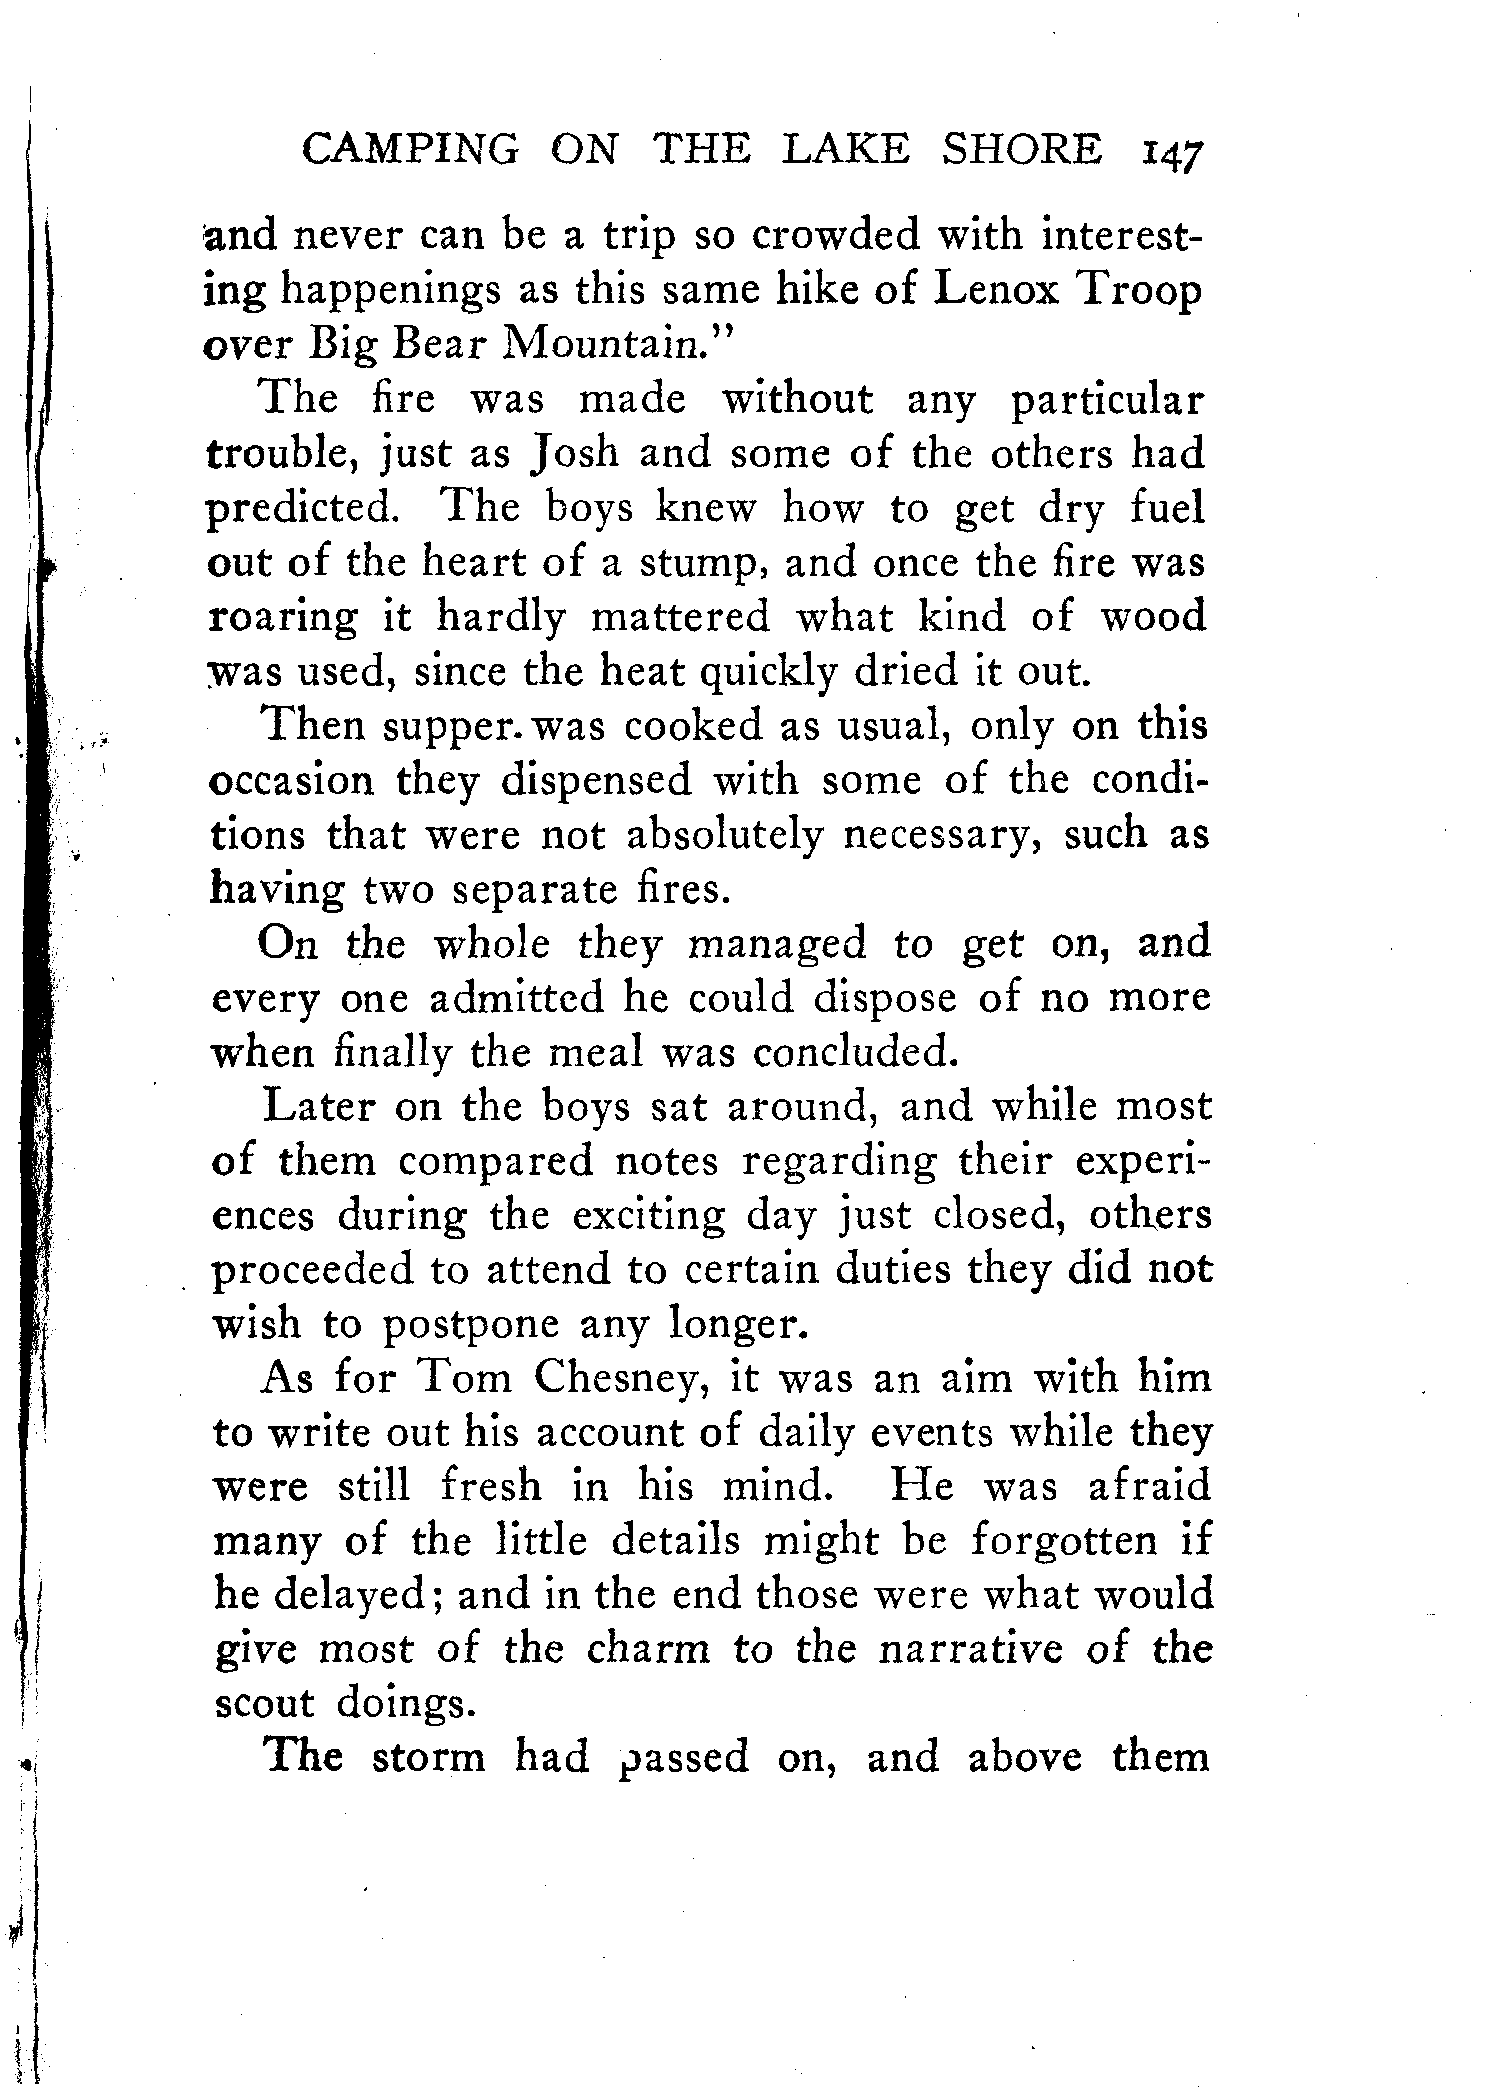 CAMPING ON THE LAKE SHORE 147
and never can be a trip so crowded with interest-
ing happenings as this same hike of Lenox Troop
over Big Bear Mountain."
The fire was made without any particular
trouble, just as Josh and some of the others had
predicted. The boys knew how to get dry fuel
out of the heart of a stump, and once the fire was
roaring it hardly mattered what kind of wood
was used, since the heat quickly dried it out.
Then supper was cooked as usual, only on this
occasion they dispensed with some of the condi-
tions that were not absolutely necessary, such as
having two separate fires.
On the whole they managed to get on, and
every one admitted he could dispose of no more
when finally the meal was concluded.
Later on the boys sat around, and while most
of them compared notes regarding their experi-
ences during the exciting day just closed, others
proceeded to attend to certain duties they did not
wish to postpone any longer.
As for Tom Chesney, it was an aim with him
to write out his account of daily events while they
were still fresh in his mind. He was afraid
many of the little details might be forgotten if
he delayed; and in the end those were what would
give most of the charm to the narrative of the
scout doings.
The storm had passed on, and above them